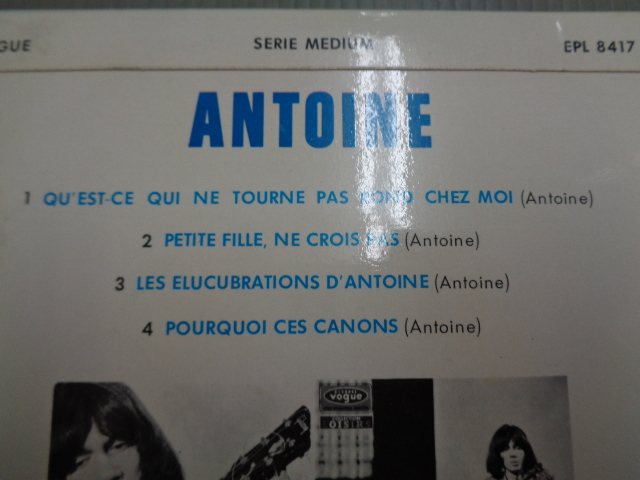 SERIE MEDIUM
EPL 8417
ANTOINE
1 QU'EST-CE QUI NE TOURNE PAS ROND CHEZ MOI (Antoine)
2 PETITE FILLE, NE CROIS PAS (Antoine)
3 LES ELUCUBRATIONS D'ANTOINE (Antoine)
4 POURQUOI CES CANONS (Antoine)
vogue